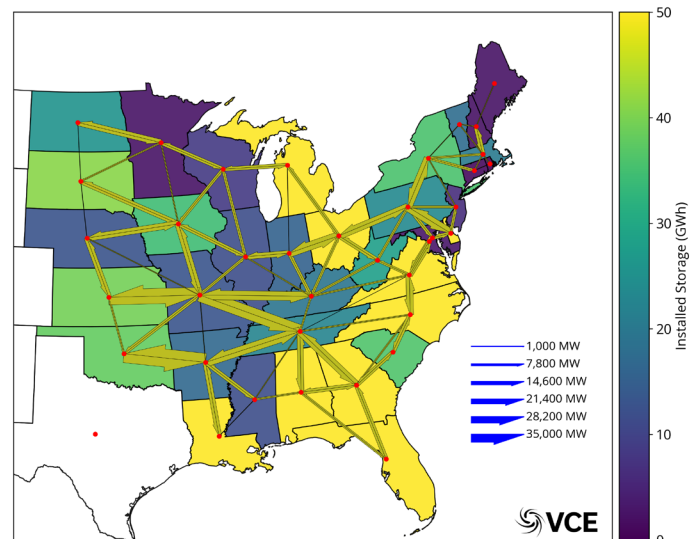 50
40
30
20
10
0
Installed Storage (GWh)
1,000 MW
7,800 MW
14,600 MW
21,400 MW
28,200 MW
35,000 MW
VCE